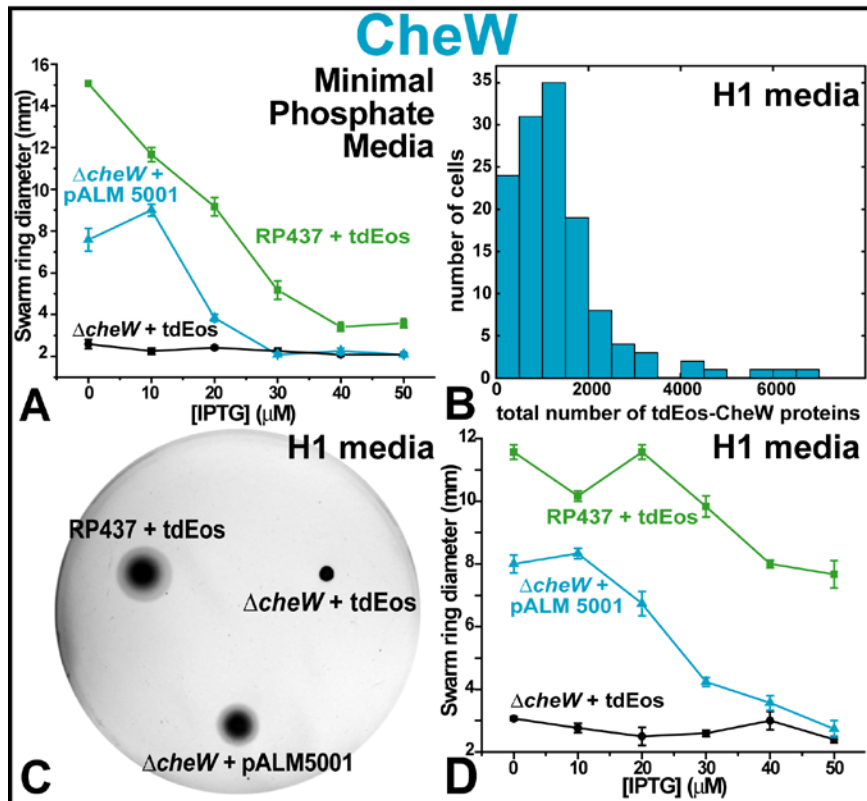 CheW
Minimal
Phosphate
Media
Swarm ring diameter (mm)
16
14
12
10
8
6
4
2
ΔcheW +
pALM 5001
RP437 + tdEos
ΔcheW + tdEos
0
10
20
30
40
50
[IPTG] (μM)
A
H1 media
number of cells
35
30
25
20
15
10
5
0
0
2000
4000
6000
total number of tdEos-CheW proteins
B
H1 media
RP437 + tdEos
ΔcheW + tdEos
ΔcheW + pALM5001
C
H1 media
Swarm ring diameter (mm)
12
10
8
6
4
2
RP437 + tdEos
ΔcheW +
pALM 5001
ΔcheW + tdEos
0
10
20
30
40
50
[IPTG] (μM)
D